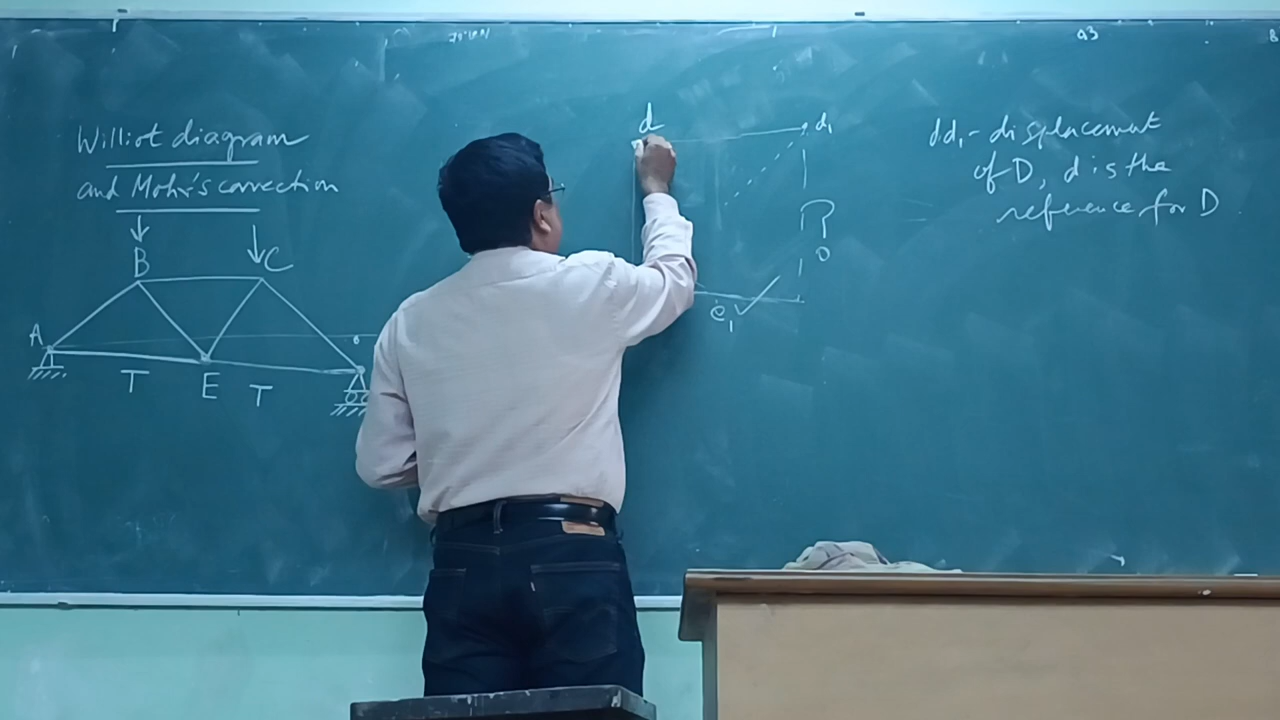 Williot diagram
and Mohr's correction
B
C
A
T
E
T
d
d₁
e₁
dd₁ - displacement
of D, d is the
reference for D